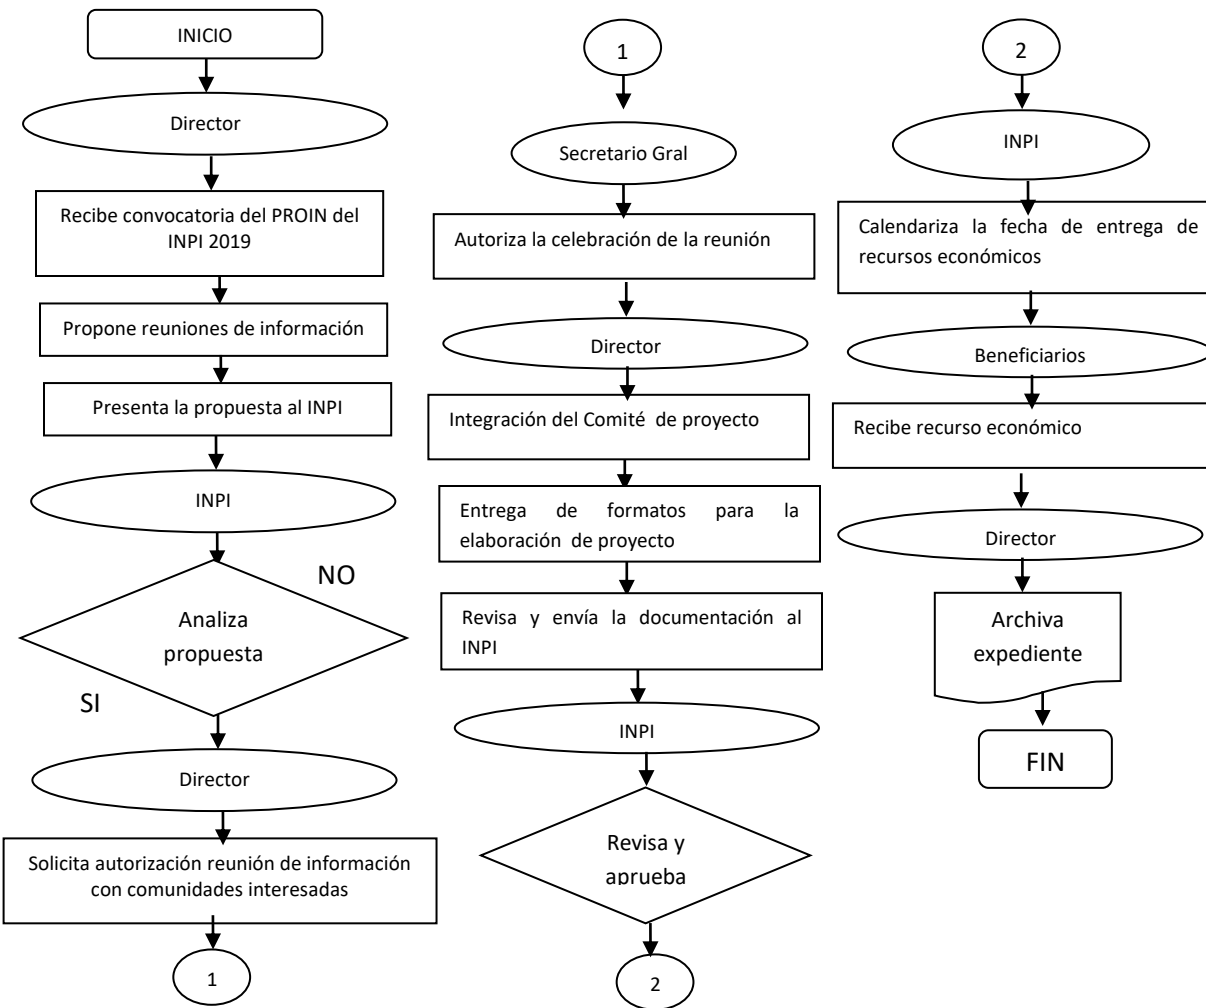 INICIO
Director
Recibe convocatoria del PROIN del
INPI 2019
Propone reuniones de información
Presenta la propuesta al INPI
INPI
NO
Analiza
propuesta
SI
Director
Solicita autorización reunión de información
con comunidades interesadas
1
1
Secretario Gral
Autoriza la celebración de la reunión
Director
Integración del Comité de proyecto
Entrega de formatos para la
elaboración de proyecto
Revisa y envía la documentación al
INPI
INPI
Revisa y
aprueba
2
2
INPI
Calendariza la fecha de entrega de
recursos económicos
Beneficiarios
Recibe recurso económico
Director
Archiva
expediente
FIN